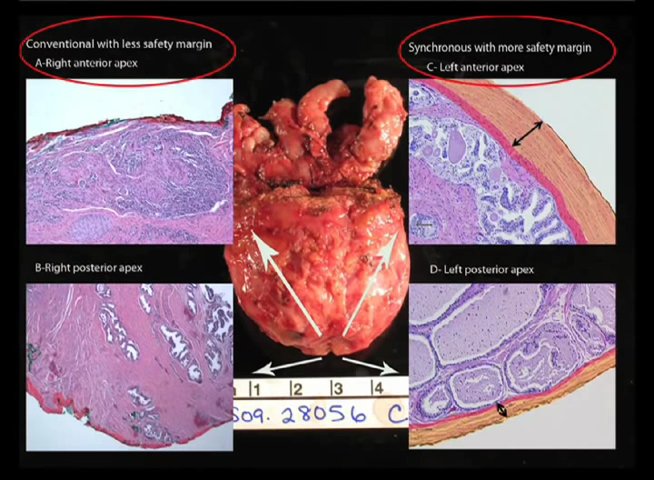 Conventional with less safety margin
A-Right anterior apex
Synchronous with more safety margin
C- Left anterior apex
B-Right posterior apex
D- Left posterior apex
1 2 3 4
S09. 28056 C